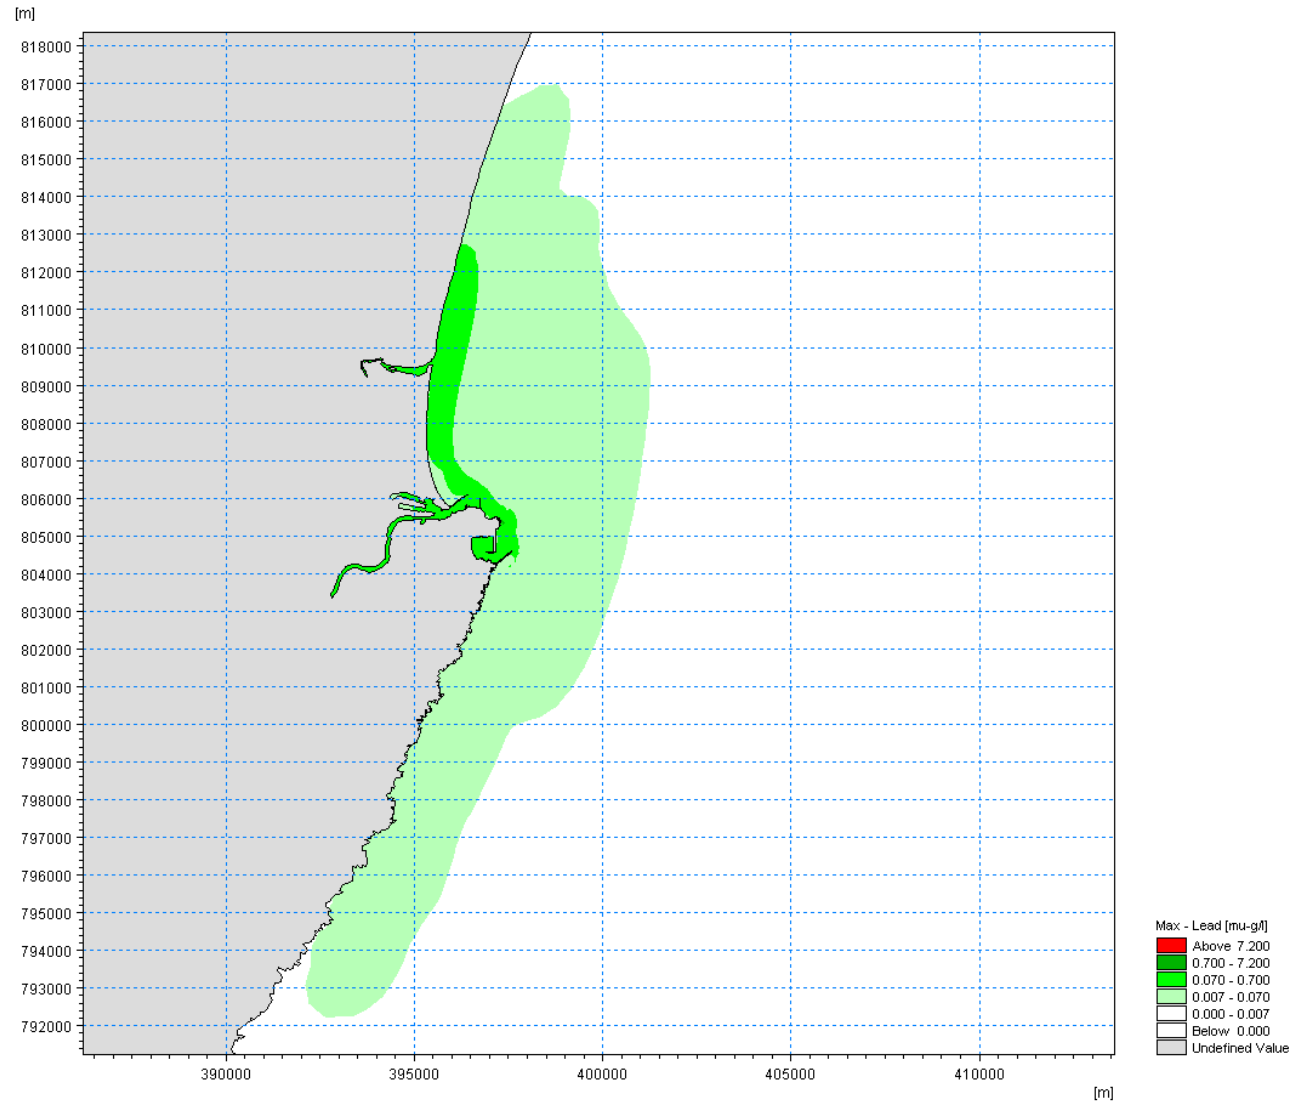 [m]
818000
817000
816000
815000
814000
813000
812000
811000
810000
809000
808000
807000
806000
805000
804000
803000
802000
801000
800000
799000
798000
797000
796000
795000
794000
793000
792000
390000 395000 400000 405000 410000
[m]
Max - Lead [mu-g/l]
Above 7.200
0.700 - 7.200
0.070 - 0.700
0.007 - 0.070
0.000 - 0.007
Below 0.000
Undefined Value